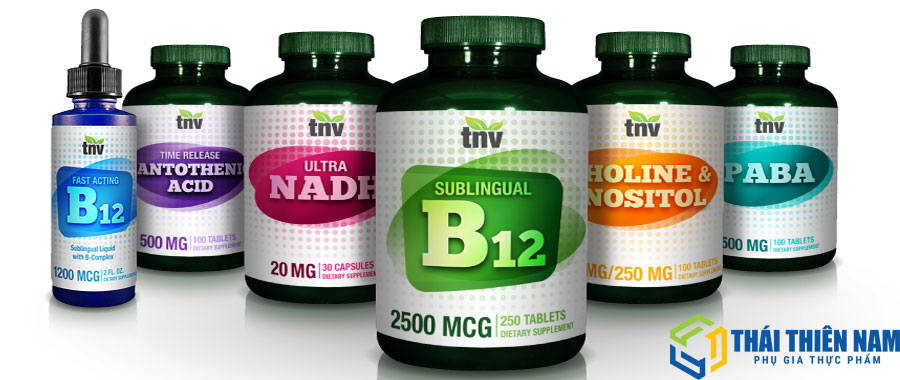 tnv
FAST ACTING
B12
Sublingual Liquid
with B-Complex
1200 MCG
2 FL. OZ.
DIETARY SUPPLEMENT
tnv
TIME RELEASE
ANTOTHENIC
ACID
500 MG
100 TABLETS
DIETARY SUPPLEMENT
tnv
ULTRA
NADH
20 MG
30 CAPSULES
DIETARY SUPPLEMENT
tnv
SUBLINGUAL
B12
2500 MCG
250 TABLETS
DIETARY SUPPLEMENT
tnv
HOLINE &
NOSITOL
MG/250 MG
100 TABLETS
DIETARY SUPPLEMENT
tnv
PABA
500 MG
100 TABLETS
DIETARY SUPPLEMENT
THÁI THIÊN NAM
PHỤ GIA THỰC PHẨM